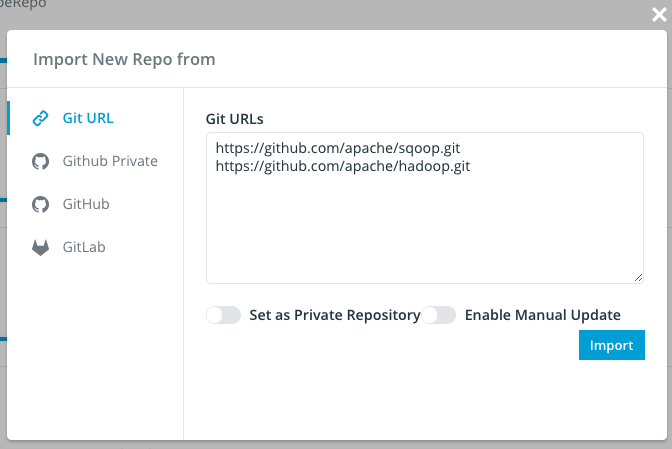 Import New Repo from
Git URL
Github Private
GitHub
GitLab
Git URLs
https://github.com/apache/sqoop.git
https://github.com/apache/hadoop.git
Set as Private Repository
Enable Manual Update
Import